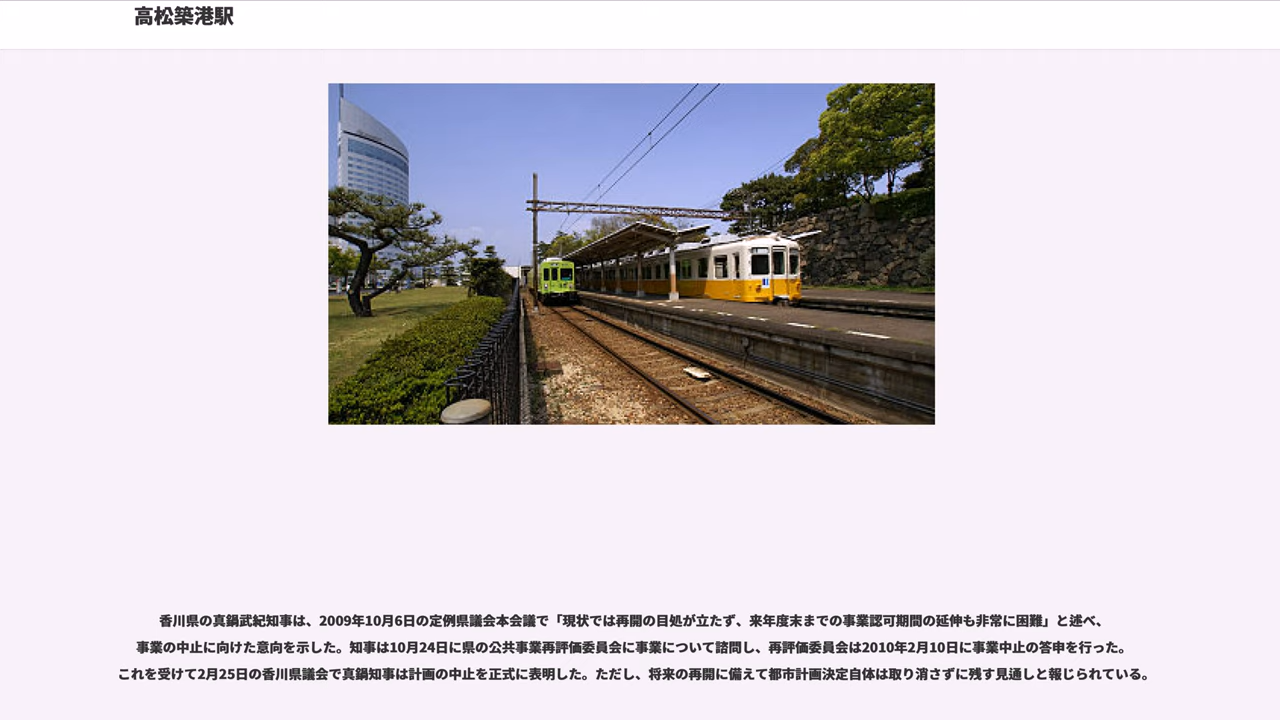 高松築港駅
香川県の真鍋武紀知事は、2009年10月6日の定例県議会本会議で「現状では再開の目処が立たず、来年度末までの事業認可期間の延伸も非常に困難」と述べ、
事業の中止に向けた意向を示した。知事は10月24日に県の公共事業再評価委員会に事業について諮問し、再評価委員会は2010年2月10日に事業中止の答申を行った。
これを受けて2月25日の香川県議会で真鍋知事は計画の中止を正式に表明した。ただし、将来の再開に備えて都市計画決定自体は取り消さずに残す見通しと報じられている。